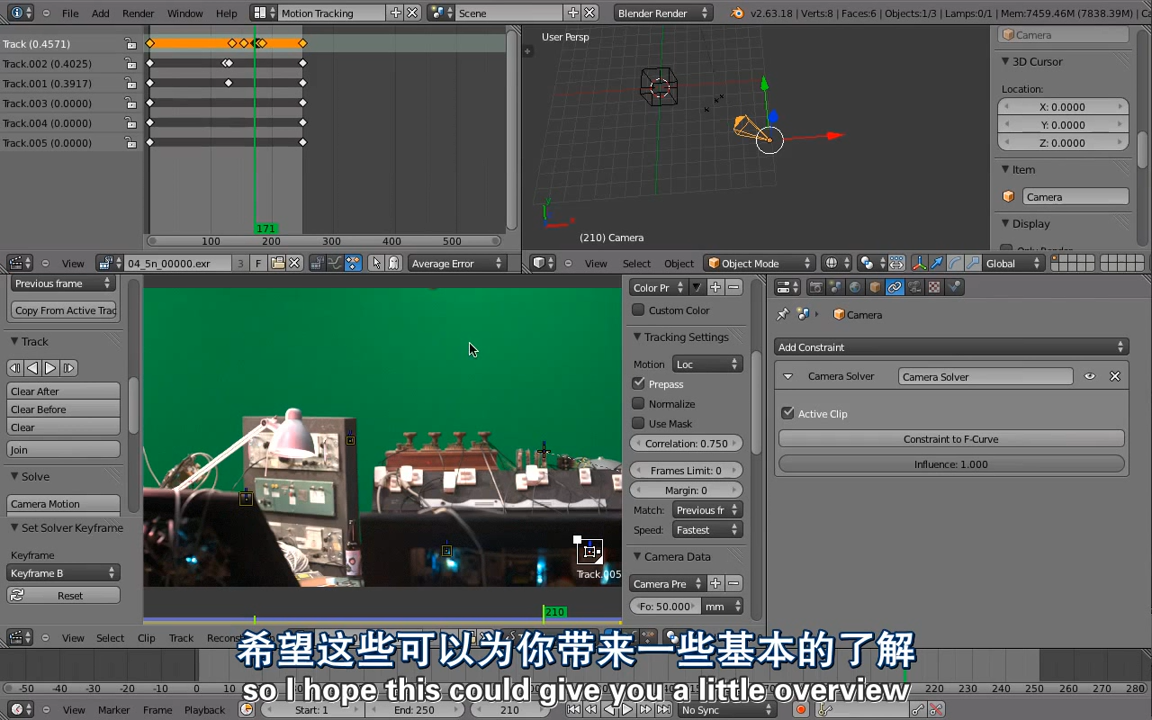 File Add Render Window Help Motion Tracking Scene Blender Render v2.63.18 | Verts:8 | Faces:6 | Objects:1/3 | Lamps:0/1 | Mem:7459.46M (7838.39M) | Ca
Track (0.4571)
Track.002 (0.4025)
Track.001 (0.3917)
Track.003 (0.0000)
Track.004 (0.0000)
Track.005 (0.0000)
171
100 200 300 400 500
View 04_5n_00000.exr 3 F Average Error
User Persp
(210) Camera
View Select Object Object Mode Global
Camera
3D Cursor
Location:
X: 0.0000
Y: 0.0000
Z: 0.0000
Item
Camera
Display
Previous frame
Copy From Active Trac
Track
Clear After
Clear Before
Clear
Join
Solve
Camera Motion
Set Solver Keyframe
Keyframe
Keyframe B
Reset
Track.005
210
View Select Clip Track Recons
Color Pr
Custom Color
Tracking Settings
Motion Loc
Prepass
Normalize
Use Mask
Correlation: 0.750
Frames Limit: 0
Margin: 0
Match: Previous fr
Speed: Fastest
Camera Data
Camera Pre
Fo: 50.000 mm
Camera
Add Constraint
Camera Solver Camera Solver
Active Clip
Constraint to F-Curve
Influence: 1.000
希望这些可以为你带来一些基本的了解
so I hope this could give you a little overview
-50 220 240 260 280
View Marker Frame Playback Start: 1 End: 250 210 No Sync